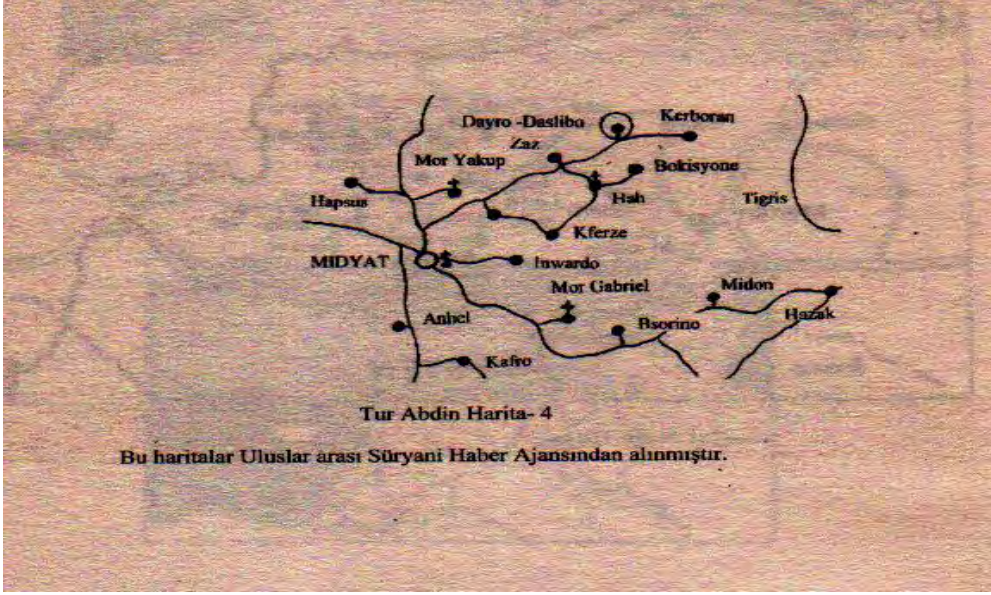 Dayro -Daslibo
Kerboran
Zaz
Mor Yakup
Bokisyone
Hapsus
Hah
Tigris
Kferze
MIDYAT
Inwardo
Mor Gabriel
Midon
Anhel
Bsorino
Hazak
Kafro
Tur Abdin Harita- 4
Bu haritalar Uluslar arası Süryani Haber Ajansından alınmıştır.